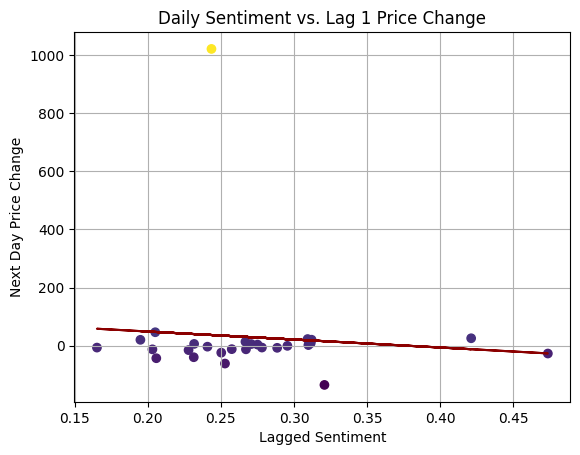 Daily Sentiment vs. Lag 1 Price Change
1000
800
600
400
200
0
Next Day Price Change
0.15 0.20 0.25 0.30 0.35 0.40 0.45
Lagged Sentiment